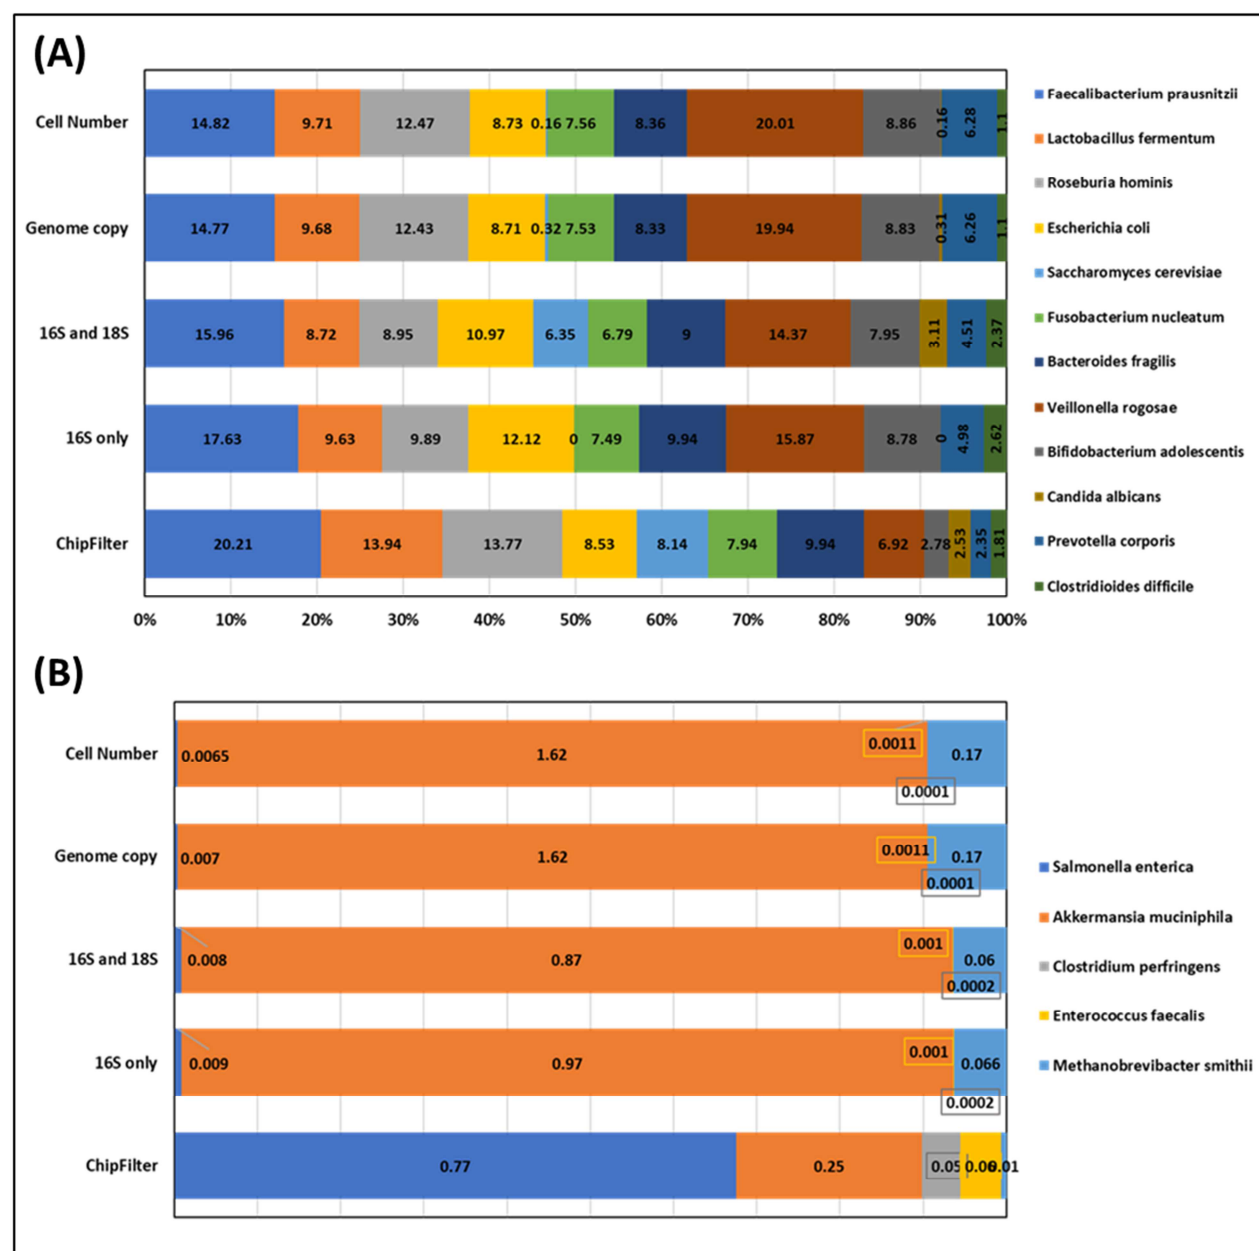 (A)
Cell Number 14.82 9.71 12.47 8.73 0.16 7.56 8.36 20.01 8.86 0.16 6.28 1.1
Genome copy 14.77 9.68 12.43 8.71 0.32 7.53 8.33 19.94 8.83 0.31 6.26 1.1
16S and 18S 15.96 8.72 8.95 10.97 6.35 6.79 9 14.37 7.95 3.11 4.51 2.37
16S only 17.63 9.63 9.89 12.12 0 7.49 9.94 15.87 8.78 0 4.98 2.62
ChipFilter 20.21 13.94 13.77 8.53 8.14 7.94 9.94 6.92 2.78 2.53 2.35 1.81
0% 10% 20% 30% 40% 50% 60% 70% 80% 90% 100%
Faecalibacterium prausnitzii
Lactobacillus fermentum
Roseburia hominis
Escherichia coli
Saccharomyces cerevisiae
Fusobacterium nucleatum
Bacteroides fragilis
Veillonella rogosae
Bifidobacterium adolescentis
Candida albicans
Prevotella corporis
Clostridioides difficile
(B)
Cell Number 0.0065 1.62 0.0011 0.17
0.0001
Genome copy 0.007 1.62 0.0011 0.17
0.0001
16S and 18S 0.008 0.87 0.001 0.06
0.0002
16S only 0.009 0.97 0.001 0.066
0.0002
ChipFilter 0.77 0.25 0.05 0.06 0.01
Salmonella enterica
Akkermansia muciniphila
Clostridium perfringens
Enterococcus faecalis
Methanobrevibacter smithii